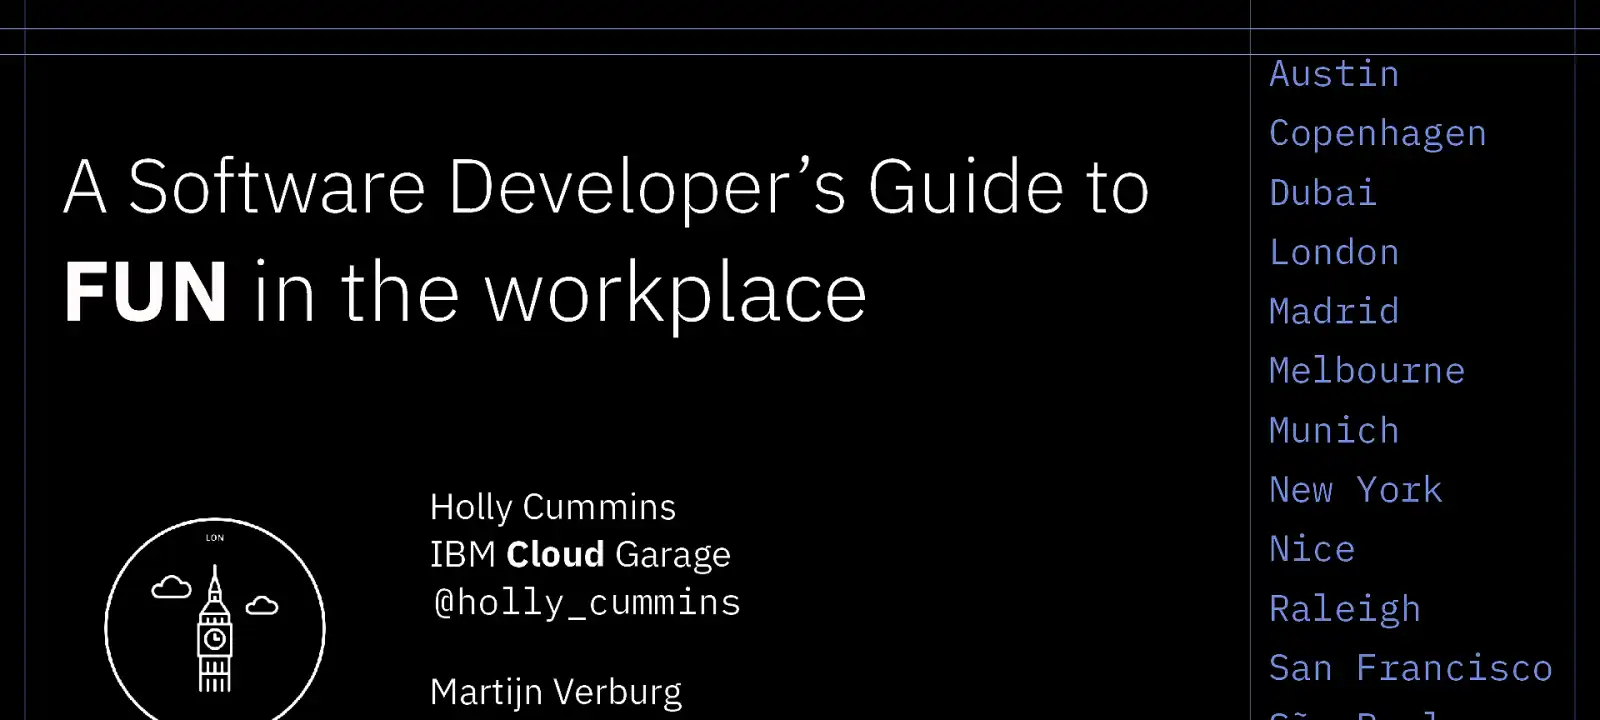 A Software Developer’s Guide to
FUN in the workplace
LON
Holly Cummins
IBM Cloud Garage
@holly_cummins
Martijn Verburg
Austin
Copenhagen
Dubai
London
Madrid
Melbourne
Munich
New York
Nice
Raleigh
San Francisco